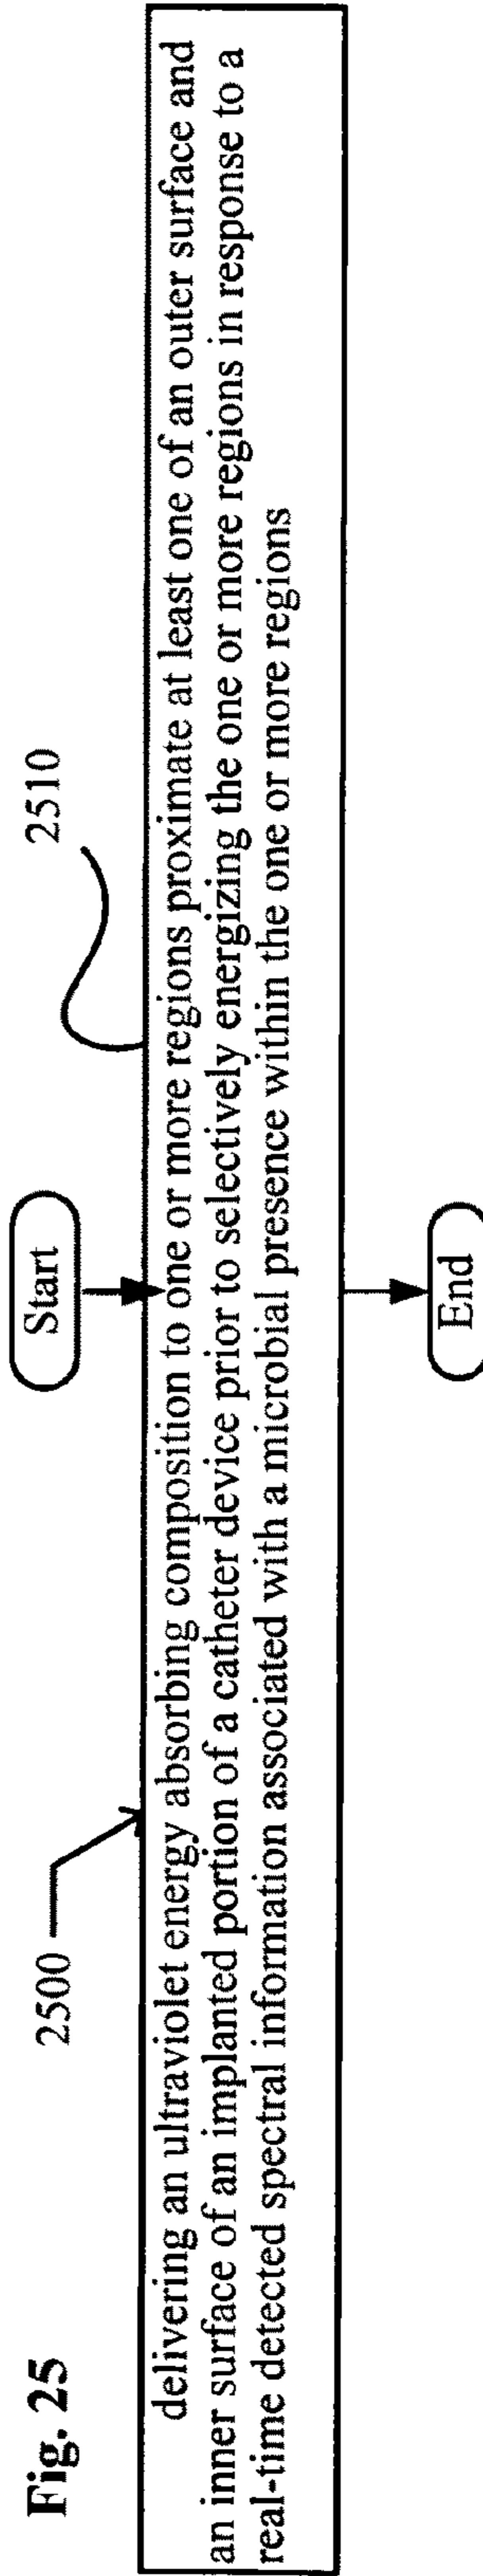 Fig. 25
Start
2500
2510
delivering an ultraviolet energy absorbing composition to one or more regions proximate at least one of an outer surface and
an inner surface of an implanted portion of a catheter device prior to selectively energizing the one or more regions in response to a
real-time detected spectral information associated with a microbial presence within the one or more regions
End